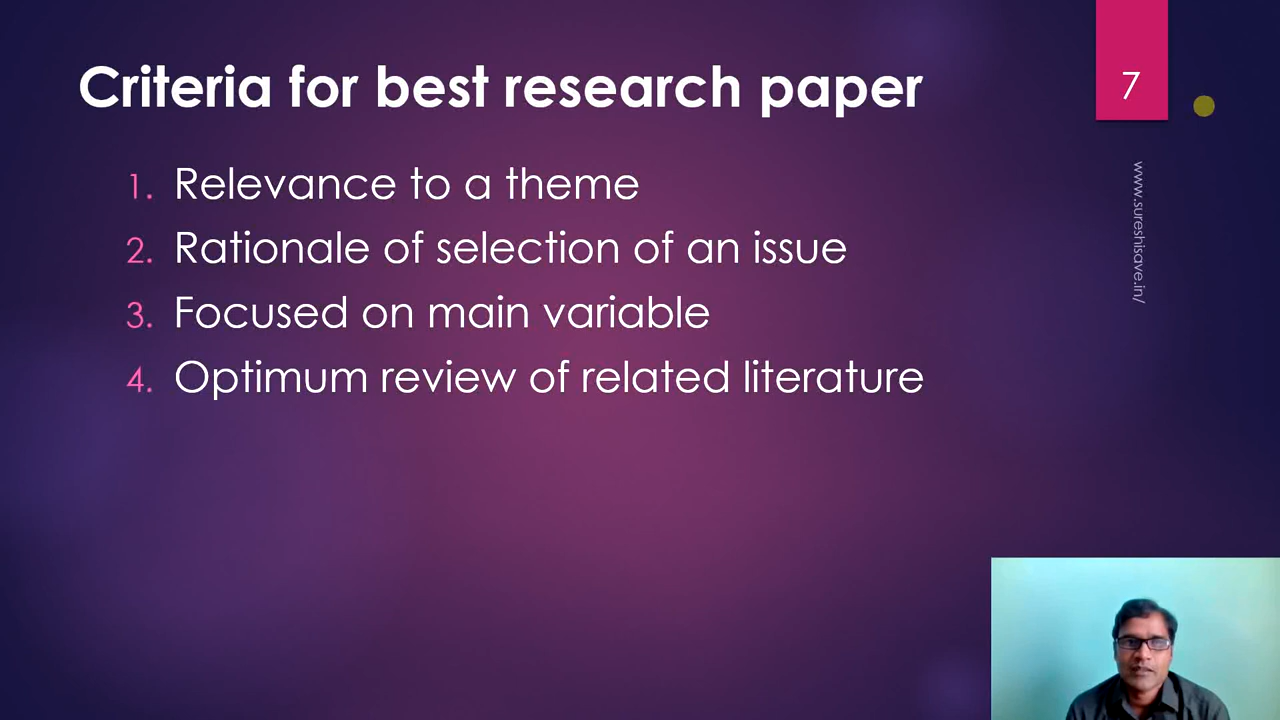 Criteria for best research paper
7
1. Relevance to a theme
2. Rationale of selection of an issue
3. Focused on main variable
4. Optimum review of related literature
www.sureshisave.in/